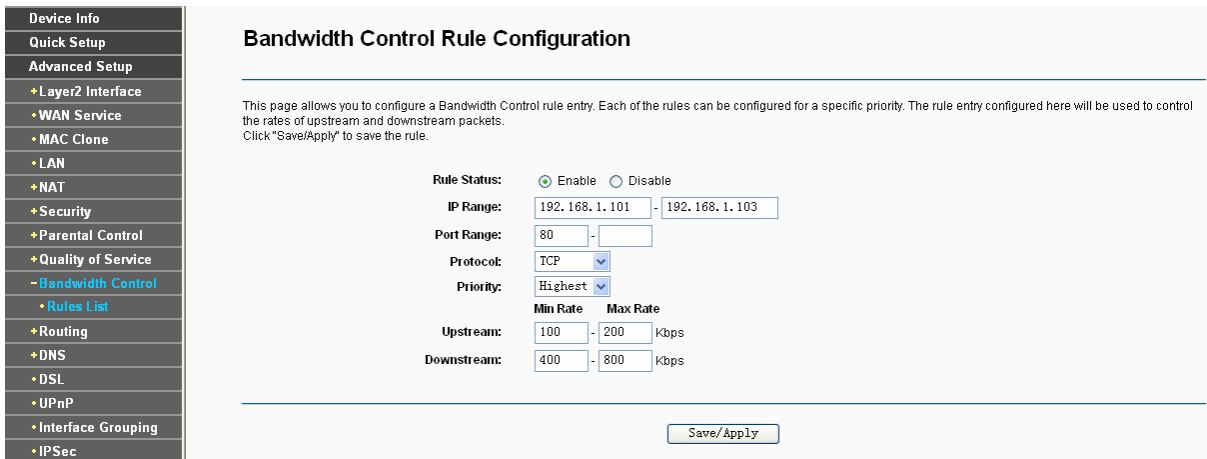 Device Info
Quick Setup
Advanced Setup
+Layer2 Interface
•WAN Service
•MAC Clone
•LAN
+NAT
+Security
+Parental Control
+Quality of Service
-Bandwidth Control
•Rules List
+Routing
+DNS
•DSL
•UPnP
•Interface Grouping
•IPSec
Bandwidth Control Rule Configuration
This page allows you to configure a Bandwidth Control rule entry. Each of the rules can be configured for a specific priority. The rule entry configured here will be used to control
the rates of upstream and downstream packets.
Click "Save/Apply" to save the rule.
Rule Status: Enable Disable
IP Range: 192.168.1.101 - 192.168.1.103
Port Range: 80 -
Protocol: TCP
Priority: Highest
Min Rate Max Rate
Upstream: 100 - 200 Kbps
Downstream: 400 - 800 Kbps
Save/Apply